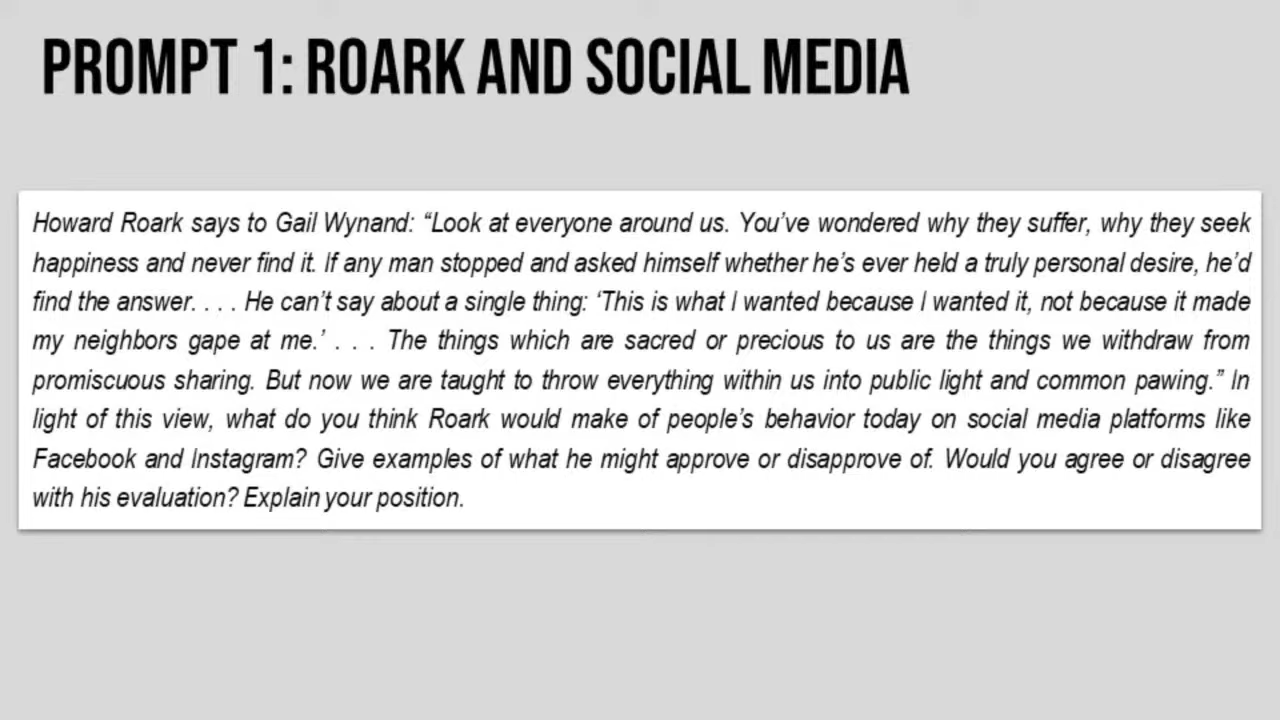 PROMPT 1: ROARK AND SOCIAL MEDIA
Howard Roark says to Gail Wynand: “Look at everyone around us. You’ve wondered why they suffer, why they seek
happiness and never find it. If any man stopped and asked himself whether he’s ever held a truly personal desire, he’d
find the answer. . . . He can’t say about a single thing: ‘This is what I wanted because I wanted it, not because it made
my neighbors gape at me.’ . . . The things which are sacred or precious to us are the things we withdraw from
promiscuous sharing. But now we are taught to throw everything within us into public light and common pawing.” In
light of this view, what do you think Roark would make of people’s behavior today on social media platforms like
Facebook and Instagram? Give examples of what he might approve or disapprove of. Would you agree or disagree
with his evaluation? Explain your position.